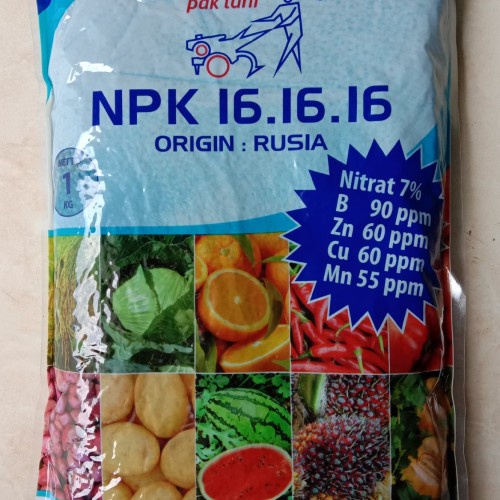 pak tani
NPK 16.16.16
ORIGIN : RUSIA
NETTO
1
KG
Nitrat 7%
B 90 ppm
Zn 60 ppm
Cu 60 ppm
Mn 55 ppm